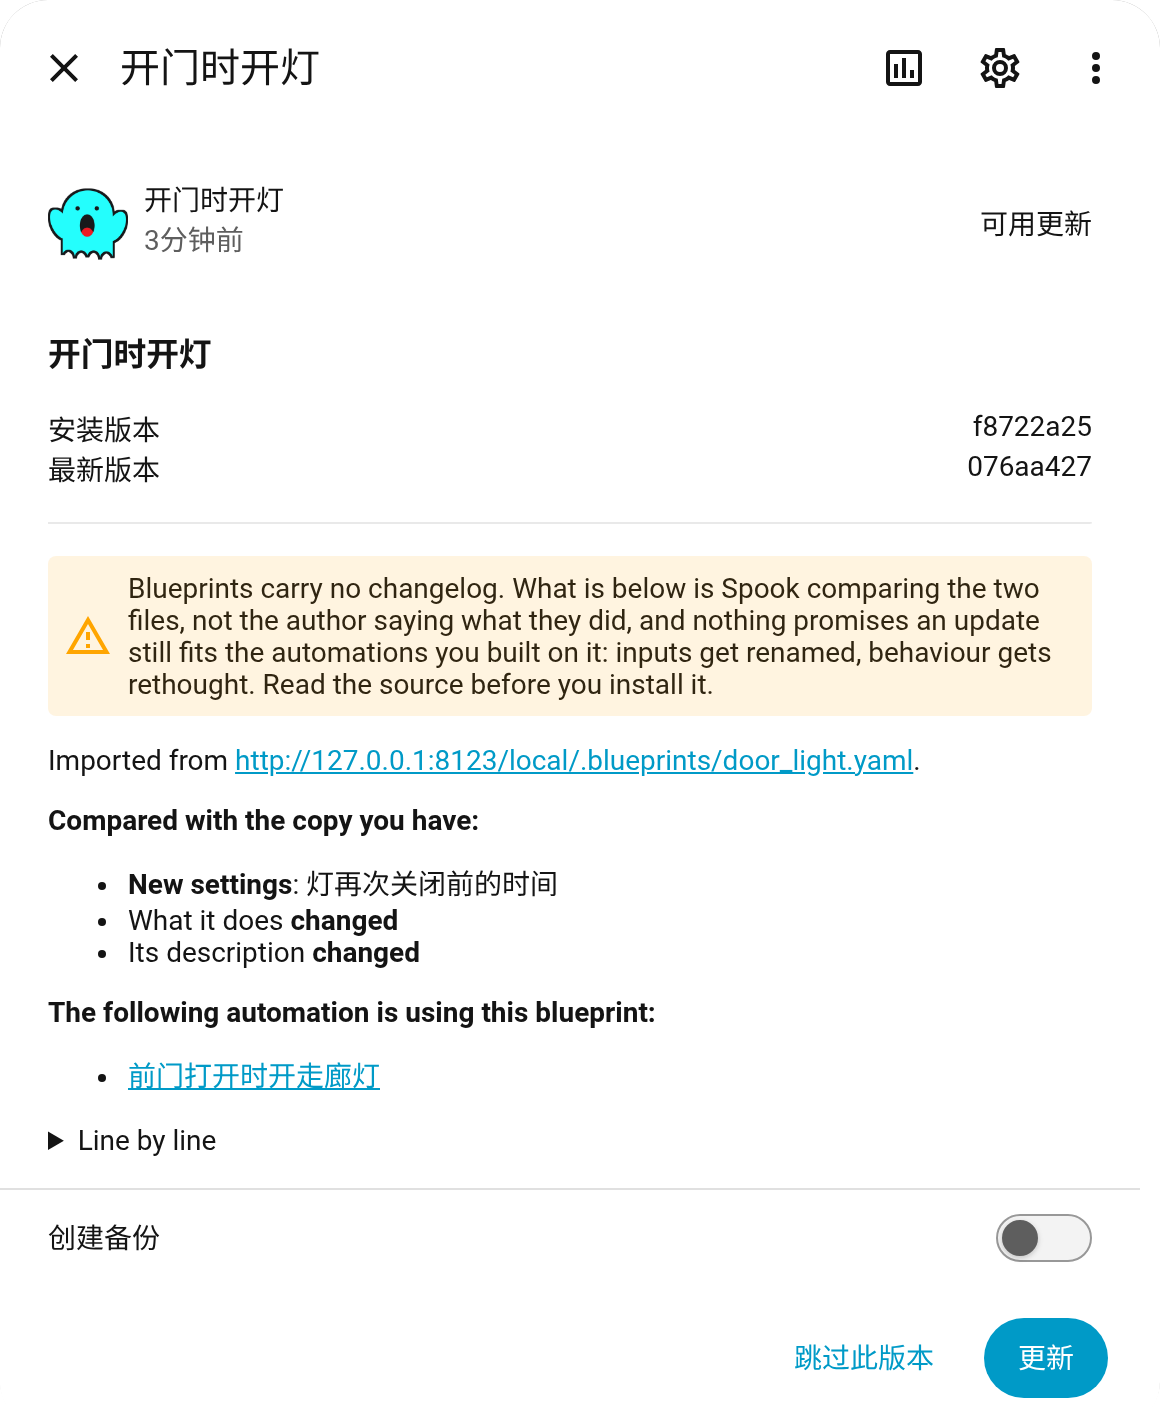 开门时开灯
开门时开灯
3分钟前
可用更新
开门时开灯
安装版本
f8722a25
最新版本
076aa427
Blueprints carry no changelog. What is below is Spook comparing the two
files, not the author saying what they did, and nothing promises an update
still fits the automations you built on it: inputs get renamed, behaviour gets
rethought. Read the source before you install it.
Imported from http://127.0.0.1:8123/local/.blueprints/door_light.yaml.
Compared with the copy you have:
New settings: 灯再次关闭前的时间
What it does changed
Its description changed
The following automation is using this blueprint:
前门打开时开走廊灯
Line by line
创建备份
跳过此版本
更新